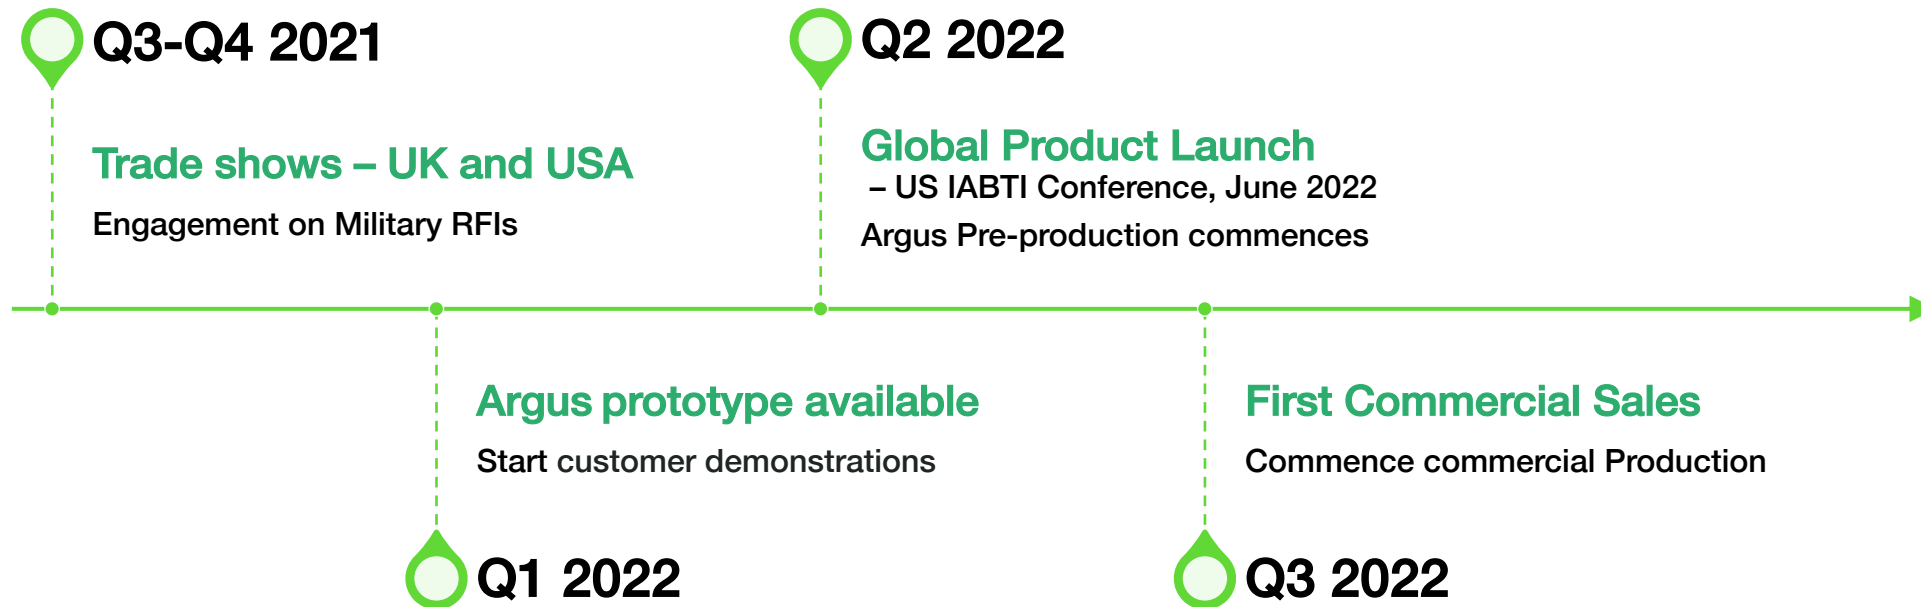 Q3-Q4 2021
Trade shows – UK and USA
Engagement on Military RFIs
Q2 2022
Global Product Launch
– US IABTI Conference, June 2022
Argus Pre-production commences
Argus prototype available
Start customer demonstrations
Q1 2022
First Commercial Sales
Commence commercial Production
Q3 2022